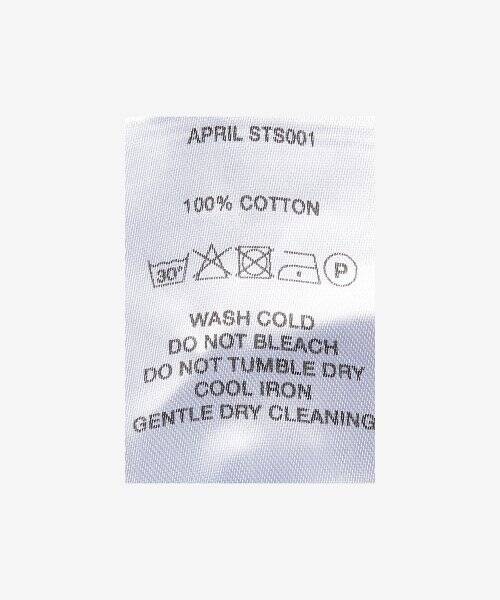 APRIL STS001
100% COTTON
30° P
WASH COLD
DO NOT BLEACH
DO NOT TUMBLE DRY
COOL IRON
GENTLE DRY CLEANING